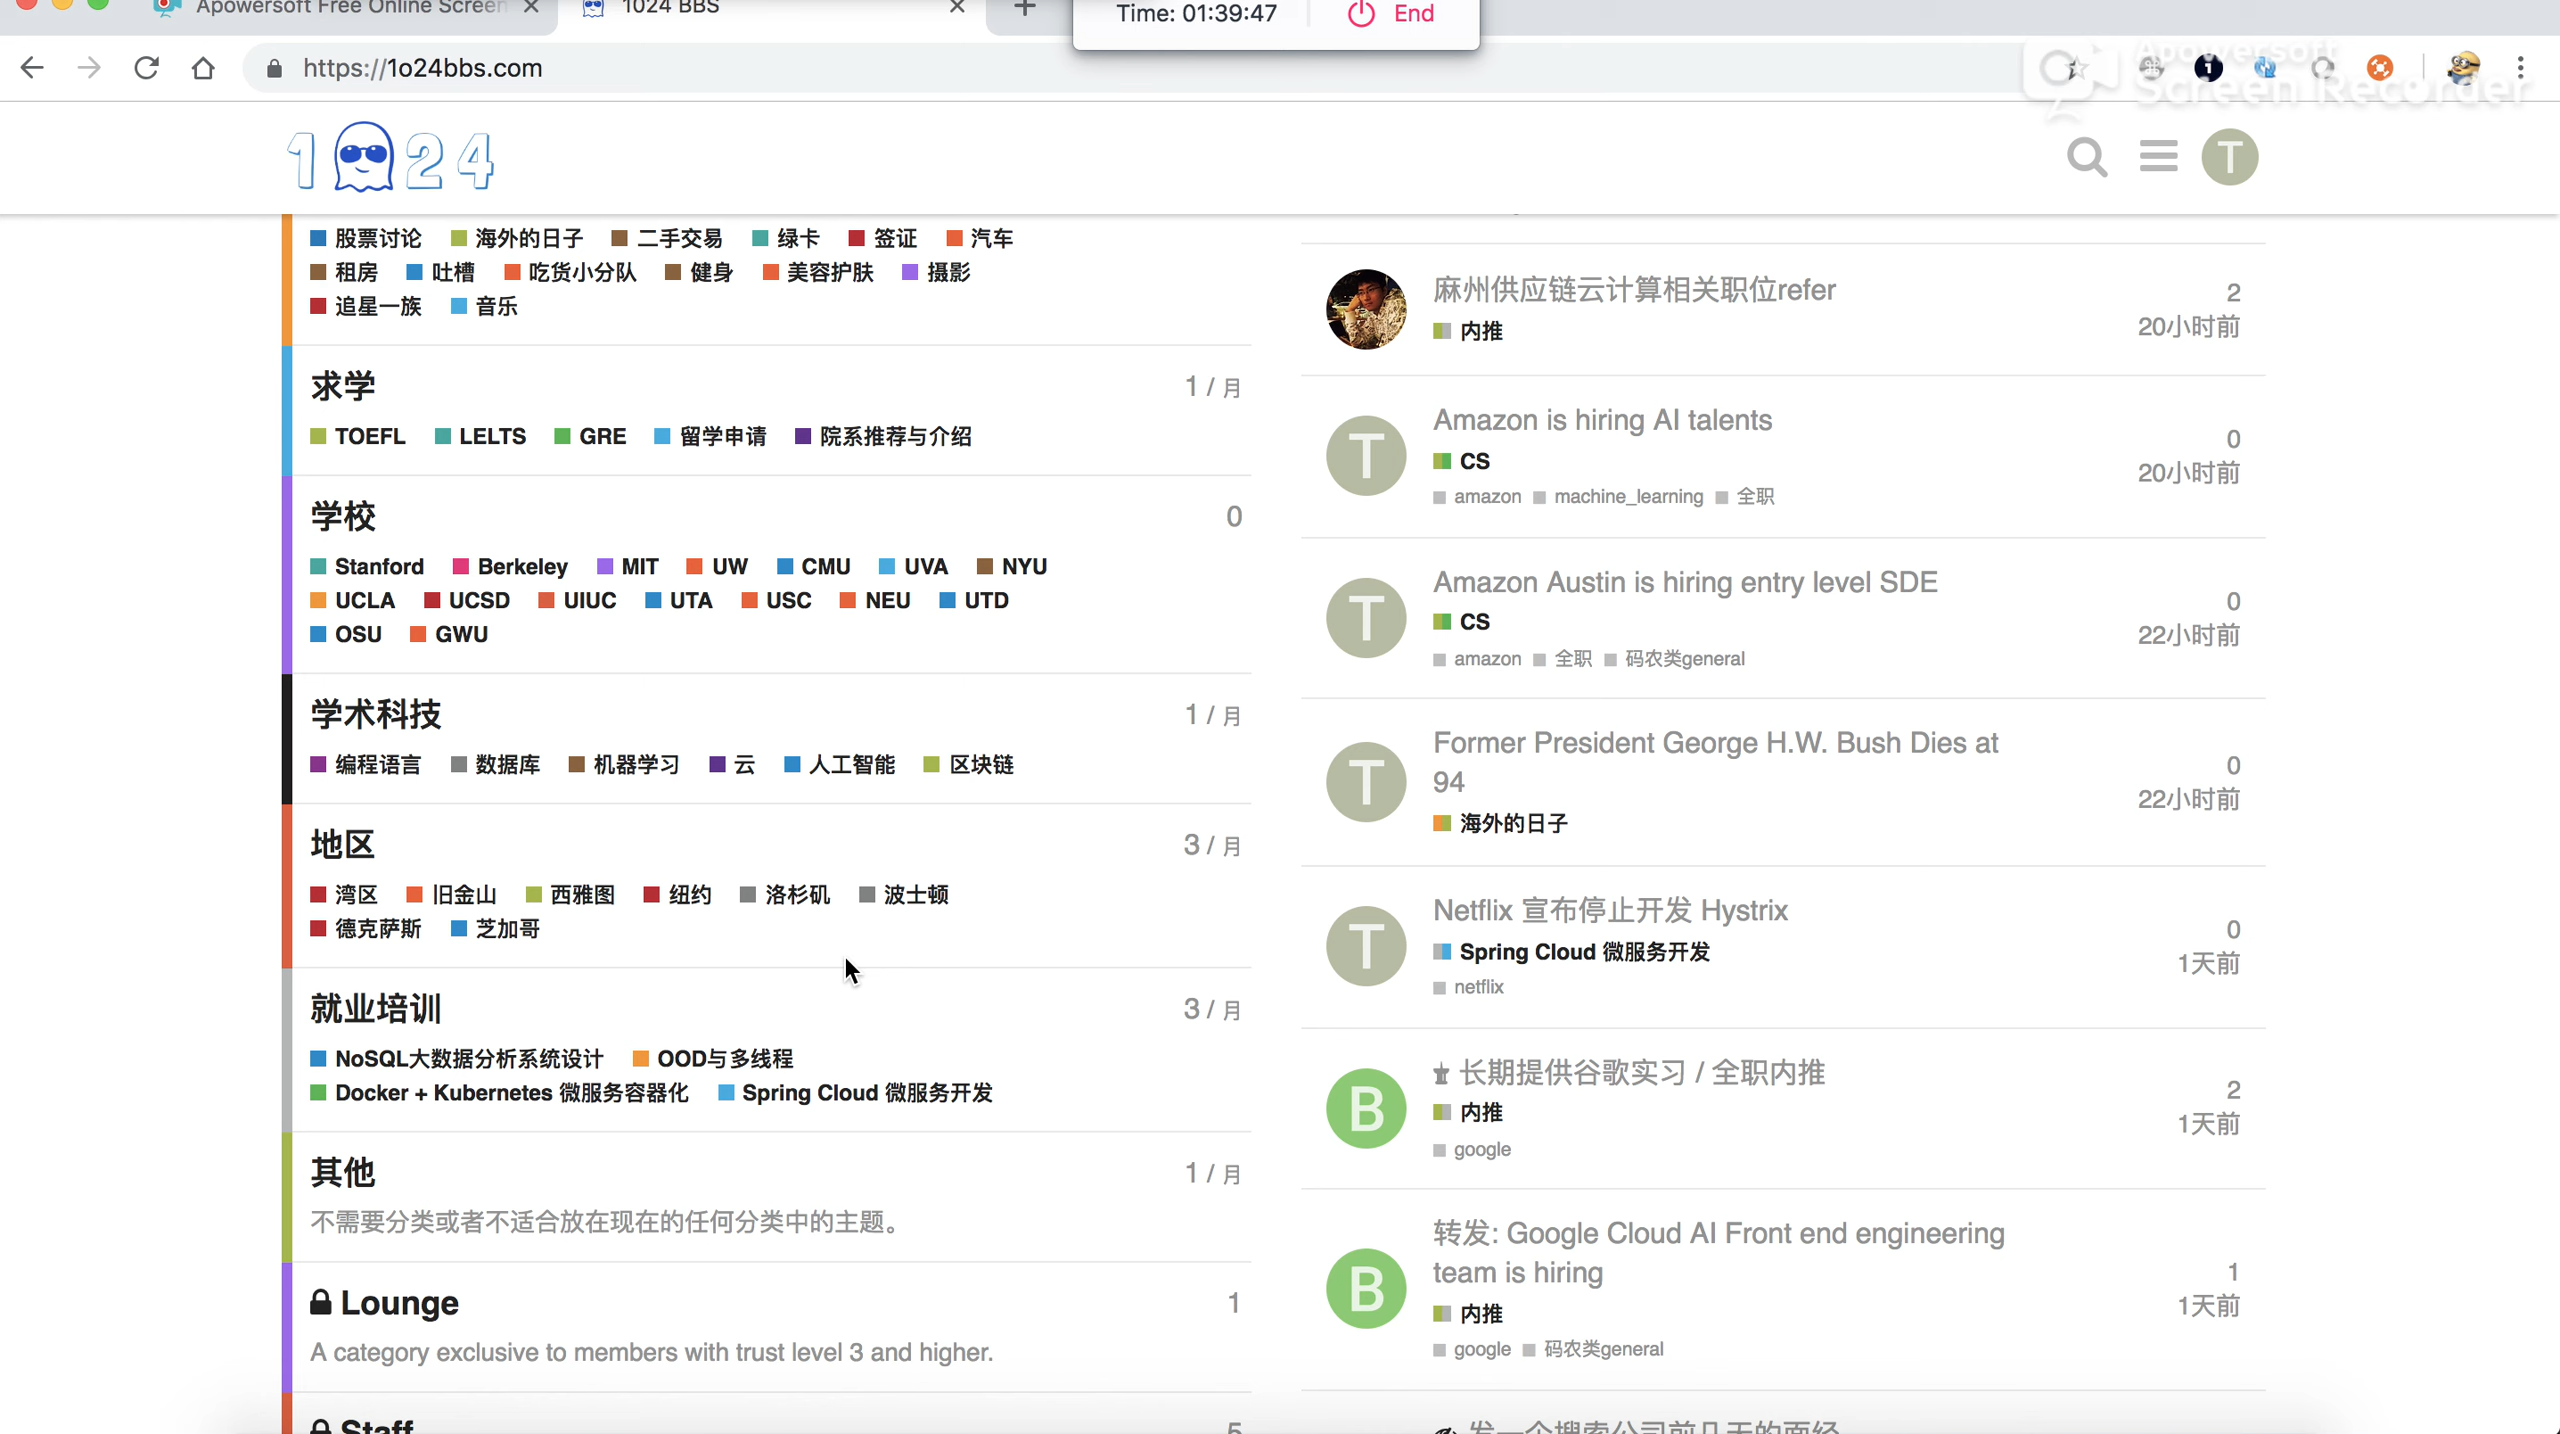 Apowersoft Free Online Screen
1024 BBS
Time: 01:39:47
End
https://1o24bbs.com
Apowersoft
Screen Recorder
1 24
T
股票讨论 海外的日子 二手交易 绿卡 签证 汽车
租房 吐槽 吃货小分队 健身 美容护肤 摄影
追星一族 音乐
求学 1 / 月
TOEFL LELTS GRE 留学申请 院系推荐与介绍
学校 0
Stanford Berkeley MIT UW CMU UVA NYU
UCLA UCSD UIUC UTA USC NEU UTD
OSU GWU
学术科技 1 / 月
编程语言 数据库 机器学习 云 人工智能 区块链
地区 3 / 月
湾区 旧金山 西雅图 纽约 洛杉矶 波士顿
德克萨斯 芝加哥
就业培训 3 / 月
NoSQL大数据分析系统设计 OOD与多线程
Docker + Kubernetes 微服务容器化 Spring Cloud 微服务开发
其他 1 / 月
不需要分类或者不适合放在现在的任何分类中的主题。
Lounge 1
A category exclusive to members with trust level 3 and higher.
Staff 5
麻州供应链云计算相关职位refer 2
内推 20小时前
T
Amazon is hiring AI talents 0
CS 20小时前
amazon machine_learning 全职
T
Amazon Austin is hiring entry level SDE 0
CS 22小时前
amazon 全职 码农类general
T
Former President George H.W. Bush Dies at
94 0
海外的日子 22小时前
T
Netflix 宣布停止开发 Hystrix 0
Spring Cloud 微服务开发 1天前
netflix
B
长期提供谷歌实习 / 全职内推 2
内推 1天前
google
B
转发: Google Cloud AI Front end engineering
team is hiring 1
内推 1天前
google 码农类general
发一个搜索公司前几天的面经